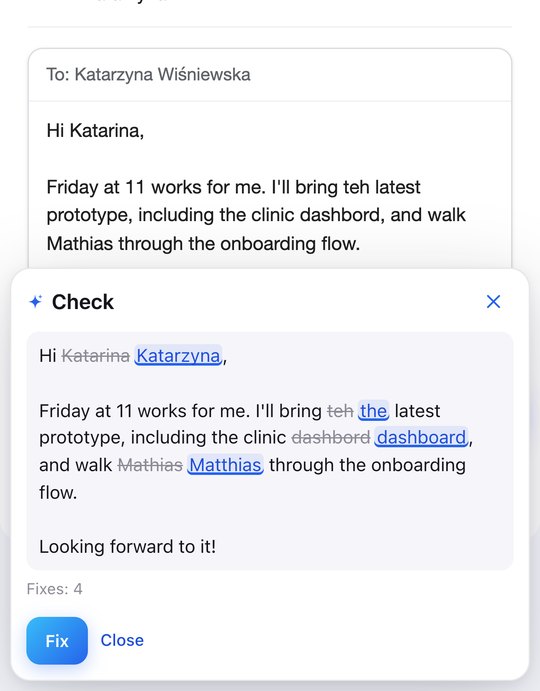 To: Katarzyna Wiśniewska
Hi Katarina,
Friday at 11 works for me. I'll bring teh latest
prototype, including the clinic dashbord, and walk
Mathias through the onboarding flow.
Check
Hi Katarina Katarzyna,
Friday at 11 works for me. I'll bring teh the latest
prototype, including the clinic dashbord dashboard,
and walk Mathias Matthias through the onboarding
flow.
Looking forward to it!
Fixes: 4
Fix Close